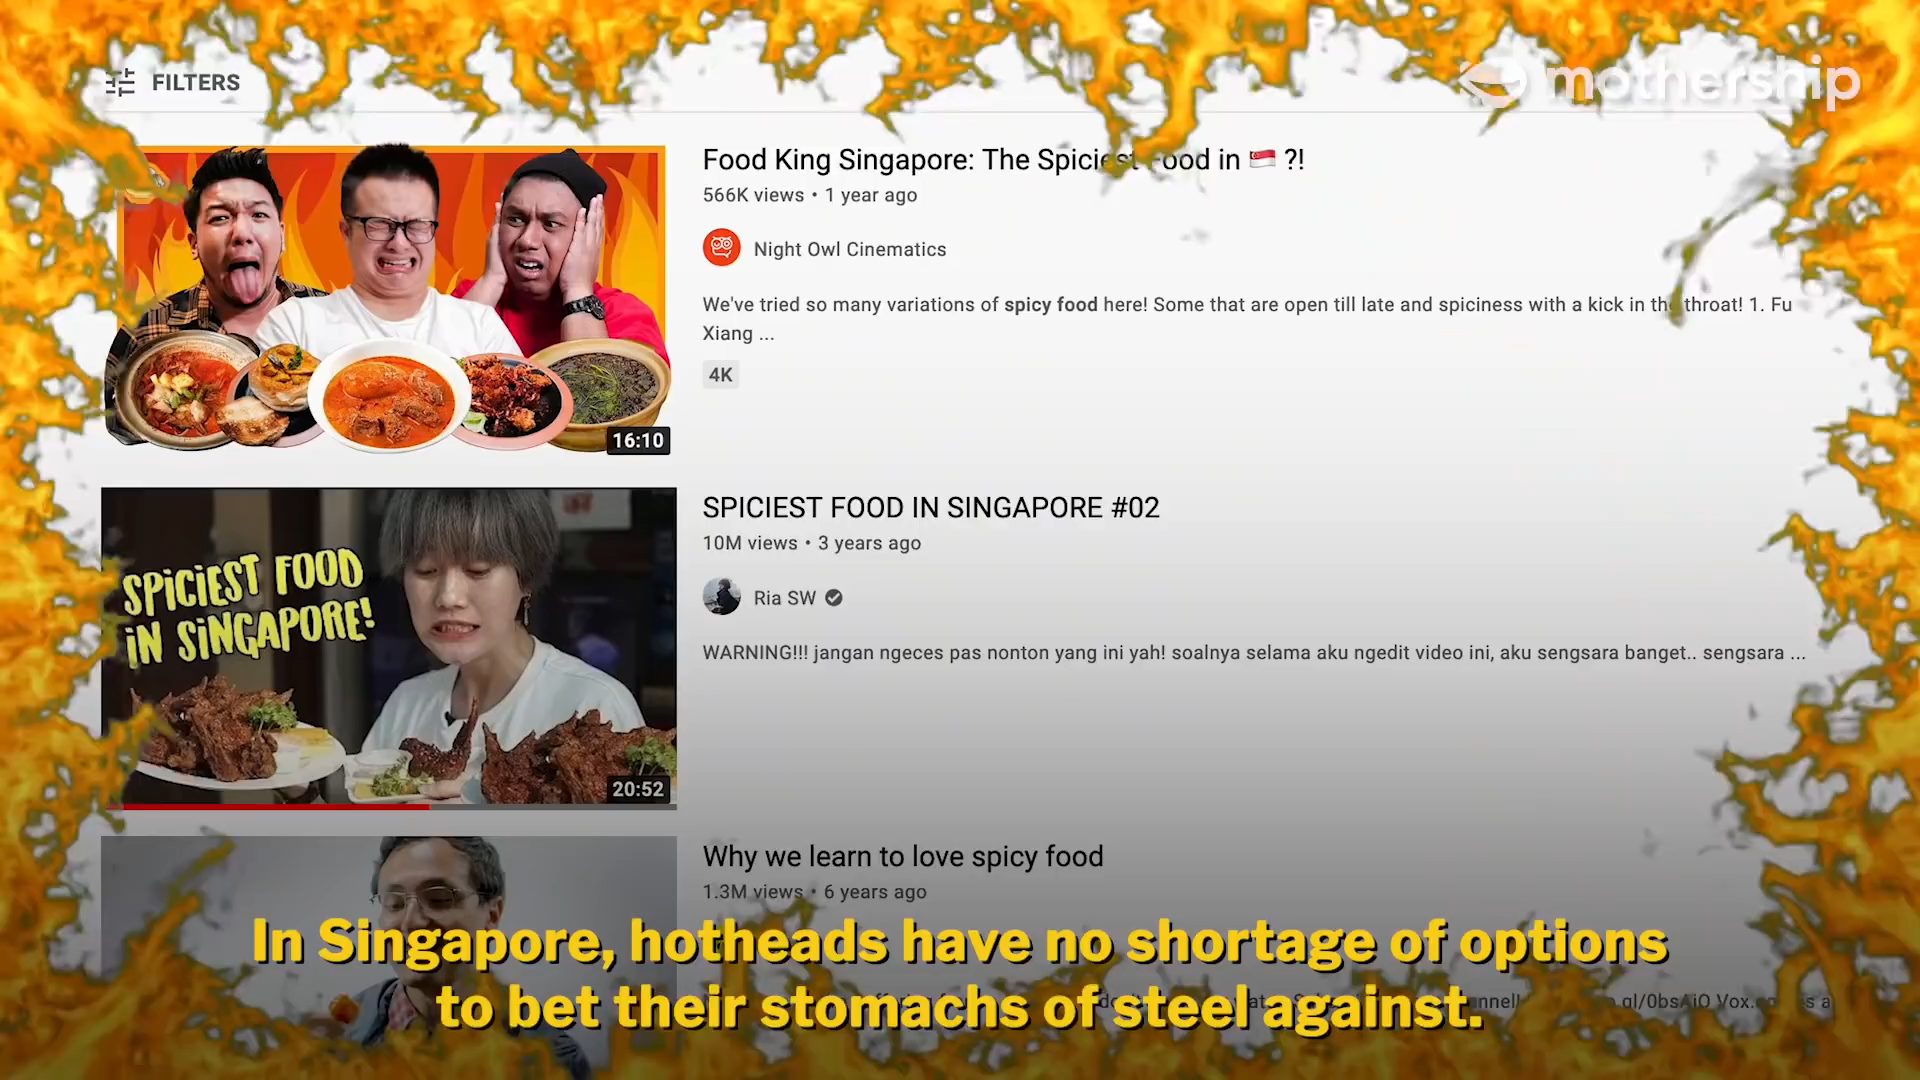 FILTERS
mothership
Food King Singapore: The Spiciest Food in 🇸🇬 ?!
566K views • 1 year ago
Night Owl Cinematics
We've tried so many variations of spicy food here! Some that are open till late and spiciness with a kick in the throat! 1. Fu
Xiang ...
4K
16:10
SPICIEST FOOD IN SINGAPORE #02
10M views • 3 years ago
SPICIEST FOOD
IN SINGAPORE!
Ria SW
WARNING!!! jangan ngeces pas nonton yang ini yah! soalnya selama aku ngedit video ini, aku sengsara banget.. sengsara ...
20:52
Why we learn to love spicy food
1.3M views • 6 years ago
In Singapore, hotheads have no shortage of options
to bet their stomachs of steel against.